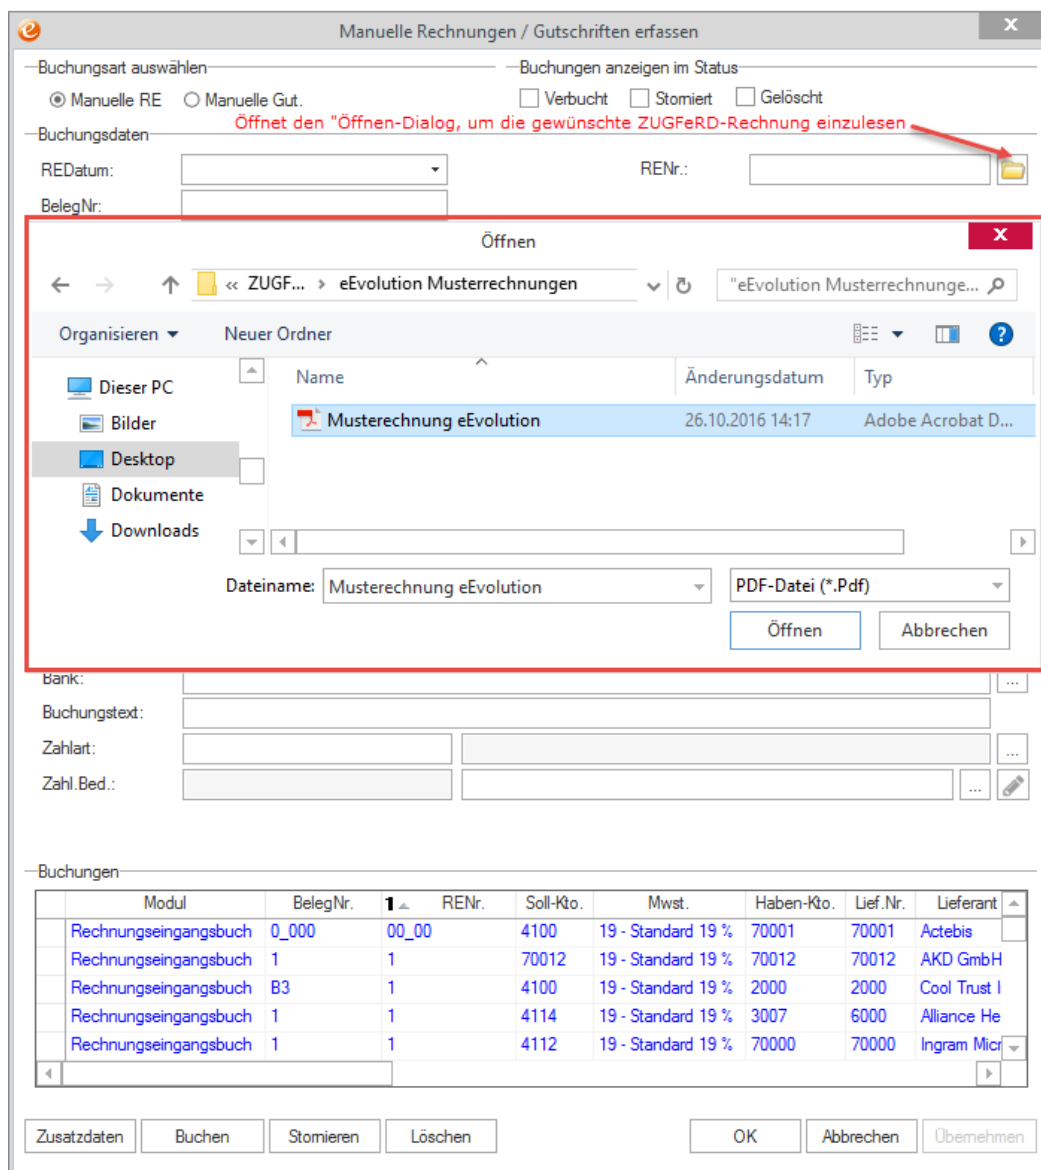 Manuelle Rechnungen / Gutschriften erfassen x
Buchungsart auswählen Buchungen anzeigen im Status
Manuelle RE Manuelle Gut. Verbucht Storniert Gelöscht
Öffnet den "Öffnen-Dialog, um die gewünschte ZUGFeRD-Rechnung einzulesen
Buchungsdaten
REDatum: RENr.:
BelegNr:
Öffnen x
« ZUGF... > eEvolution Musterrechnungen "eEvolution Musterrechnunge...
Organisieren Neuer Ordner ?
Name Änderungsdatum Typ
Dieser PC
Musterechnung eEvolution 26.10.2016 14:17 Adobe Acrobat D...
Bilder
Desktop
Dokumente
Downloads
Dateiname: Musterechnung eEvolution PDF-Datei (*.Pdf)
Öffnen Abbrechen
Bank: ...
Buchungstext:
Zahlart: ...
Zahl.Bed.: ...
Buchungen
Modul BelegNr. 1 RENr. Soll-Kto. Mwst. Haben-Kto. Lief.Nr. Lieferant
Rechnungseingangsbuch 0_000 00_00 4100 19 - Standard 19 % 70001 70001 Actebis
Rechnungseingangsbuch 1 1 70012 19 - Standard 19 % 70012 70012 AKD GmbH
Rechnungseingangsbuch B3 1 4100 19 - Standard 19 % 2000 2000 Cool Trust I
Rechnungseingangsbuch 1 1 4114 19 - Standard 19 % 3007 6000 Alliance He
Rechnungseingangsbuch 1 1 4112 19 - Standard 19 % 70000 70000 Ingram Micr
Zusatzdaten Buchen Stornieren Löschen OK Abbrechen Übernehmen